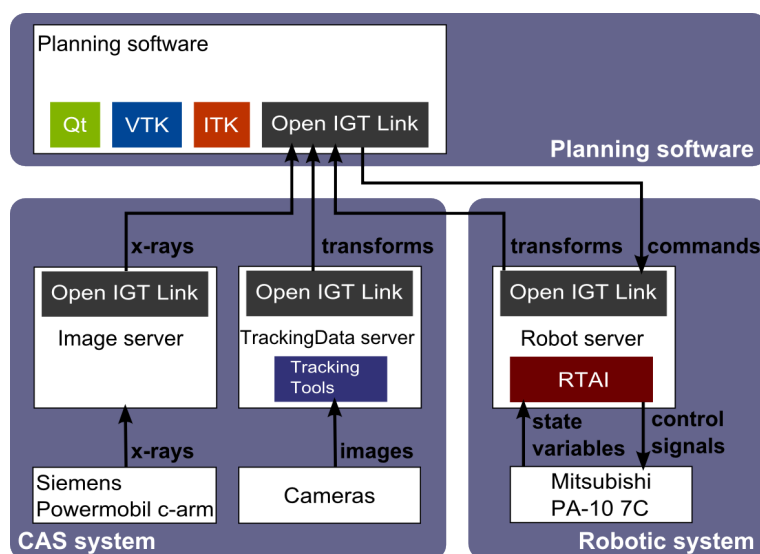 Planning software
Qt
VTK
ITK
Open IGT Link
Planning software
x-rays
transforms
transforms
commands
Open IGT Link
Image server
Open IGT Link
TrackingData server
Tracking
Tools
Open IGT Link
Robot server
RTAI
x-rays
images
state
variables
control
signals
Siemens
Powermobil c-arm
Cameras
Mitsubishi
PA-10 7C
CAS system
Robotic system